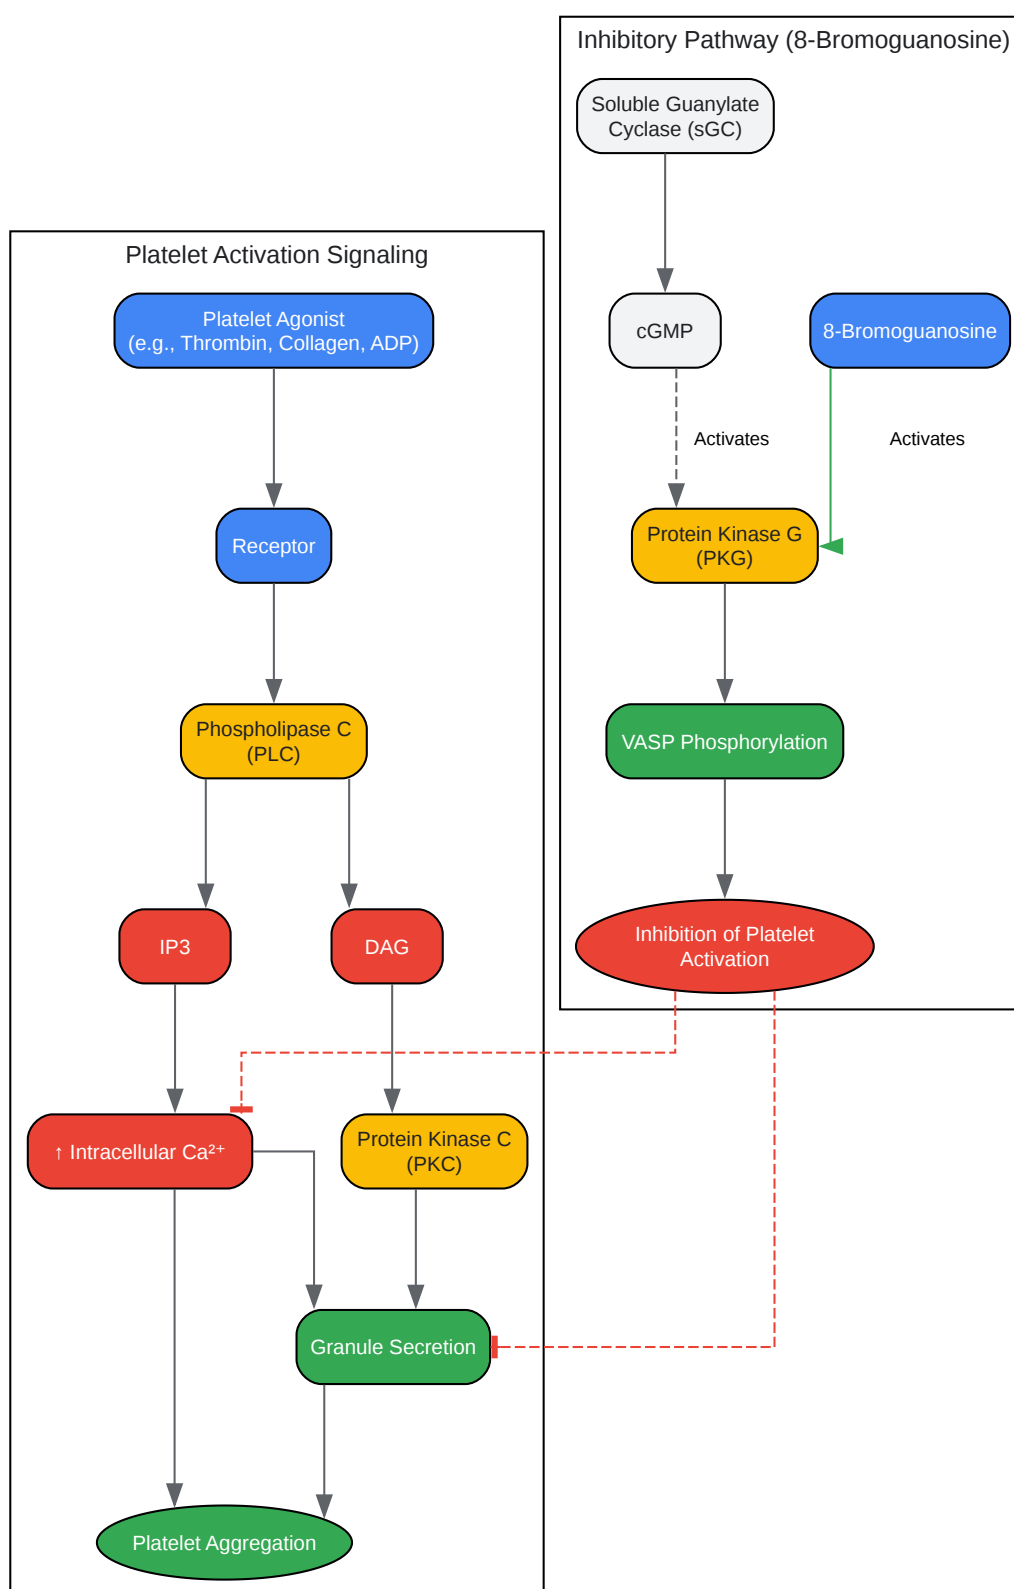 Inhibitory Pathway (8-Bromoguanosine)
Soluble Guanylate
Cyclase (sGC)
Platelet Activation Signaling
Platelet Agonist
(e.g., Thrombin, Collagen, ADP)
cGMP
8-Bromoguanosine
Activates
Activates
Receptor
Protein Kinase G
(PKG)
Phospholipase C
(PLC)
VASP Phosphorylation
IP3
DAG
Inhibition of Platelet
Activation
↑ Intracellular Ca²⁺
Protein Kinase C
(PKC)
Granule Secretion
Platelet Aggregation